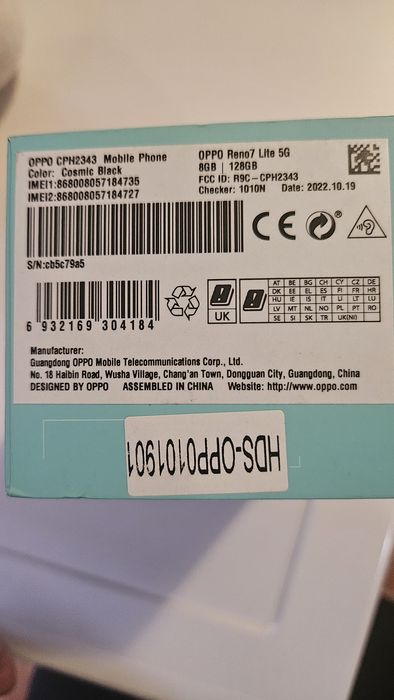 OPPO CPH2343 Mobile Phone
Color: Cosmic Black
IMEI1:868008057184735
IMEI2:868008057184727
OPPO Reno7 Lite 5G
8GB | 128GB
FCC ID: R9C-CPH2343
Checker: 1010N Date: 2022.10.19
S/N:cb5c79a5
CE
6 932169 304184
UK
AT BE BG CH CY CZ DE
DK EE EL ES FI FR HR
HU IE IS IT LI LT LU
LV MT NL NO PL PT RO
SE SI SK TR UK(NI)
Manufacturer:
Guangdong OPPO Mobile Telecommunications Corp., Ltd.
No. 18 Haibin Road, Wusha Village, Chang'an Town, Dongguan City, Guangdong, China
DESIGNED BY OPPO ASSEMBLED IN CHINA Website: http://www.oppo.com
HDS-OPP0101901